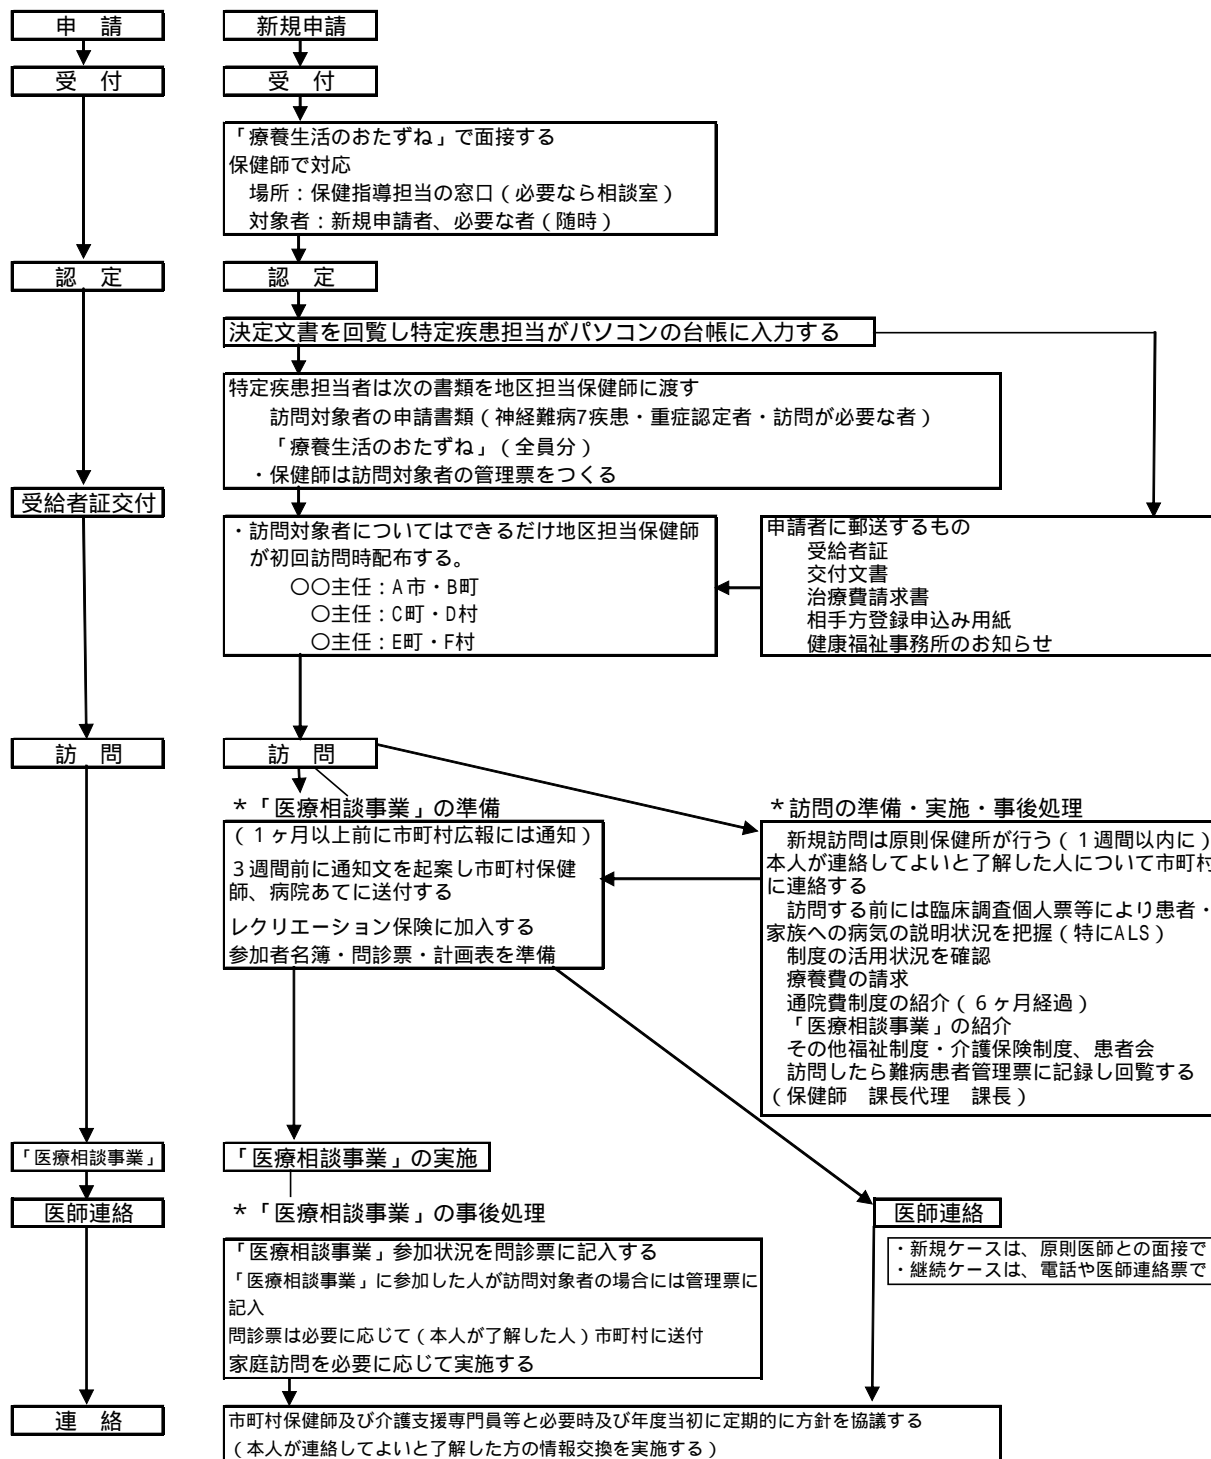 申　請
新規申請
受　付
受　付
「療養生活のおたずね」で面接する
保健師で対応
場所：保健指導担当の窓口（必要なら相談室）
対象者：新規申請者、必要な者（随時）
認　定
認　定
決定文書を回覧し特定疾患担当がパソコンの台帳に入力する
特定疾患担当者は次の書類を地区担当保健師に渡す
訪問対象者の申請書類（神経難病7疾患・重症認定者・訪問が必要な者）
「療養生活のおたずね」（全員分）
・保健師は訪問対象者の管理票をつくる
受給者証交付
・訪問対象者についてはできるだけ地区担当保健師
が初回訪問時配布する。
〇〇主任：A市・B町
〇主任：C町・D村
〇主任：E町・F村
申請者に郵送するもの
受給者証
交付文書
治療費請求書
相手方登録申込み用紙
健康福祉事務所のお知らせ
訪　問
訪　問
＊「医療相談事業」の準備
（１ヶ月以上前に市町村広報には通知）
３週間前に通知文を起案し市町村保健
師、病院あてに送付する
レクリエーション保険に加入する
参加者名簿・問診票・計画表を準備
＊訪問の準備・実施・事後処理
新規訪問は原則保健所が行う（１週間以内に）
本人が連絡してよいと了解した人について市町村
に連絡する
訪問する前には臨床調査個人票等により患者・
家族への病気の説明状況を把握（特にALS）
制度の活用状況を確認
療養費の請求
通院費制度の紹介（６ヶ月経過）
「医療相談事業」の紹介
その他福祉制度・介護保険制度、患者会
訪問したら難病患者管理票に記録し回覧する
（保健師　課長代理　課長）
「医療相談事業」
「医療相談事業」の実施
医師連絡
＊「医療相談事業」の事後処理
医師連絡
「医療相談事業」参加状況を問診票に記入する
「医療相談事業」に参加した人が訪問対象者の場合には管理票に
記入
問診票は必要に応じて（本人が了解した人）市町村に送付
家庭訪問を必要に応じて実施する
・新規ケースは、原則医師との面接で
・継続ケースは、電話や医師連絡票で
連　絡
市町村保健師及び介護支援専門員等と必要時及び年度当初に定期的に方針を協議する
（本人が連絡してよいと了解した方の情報交換を実施する）